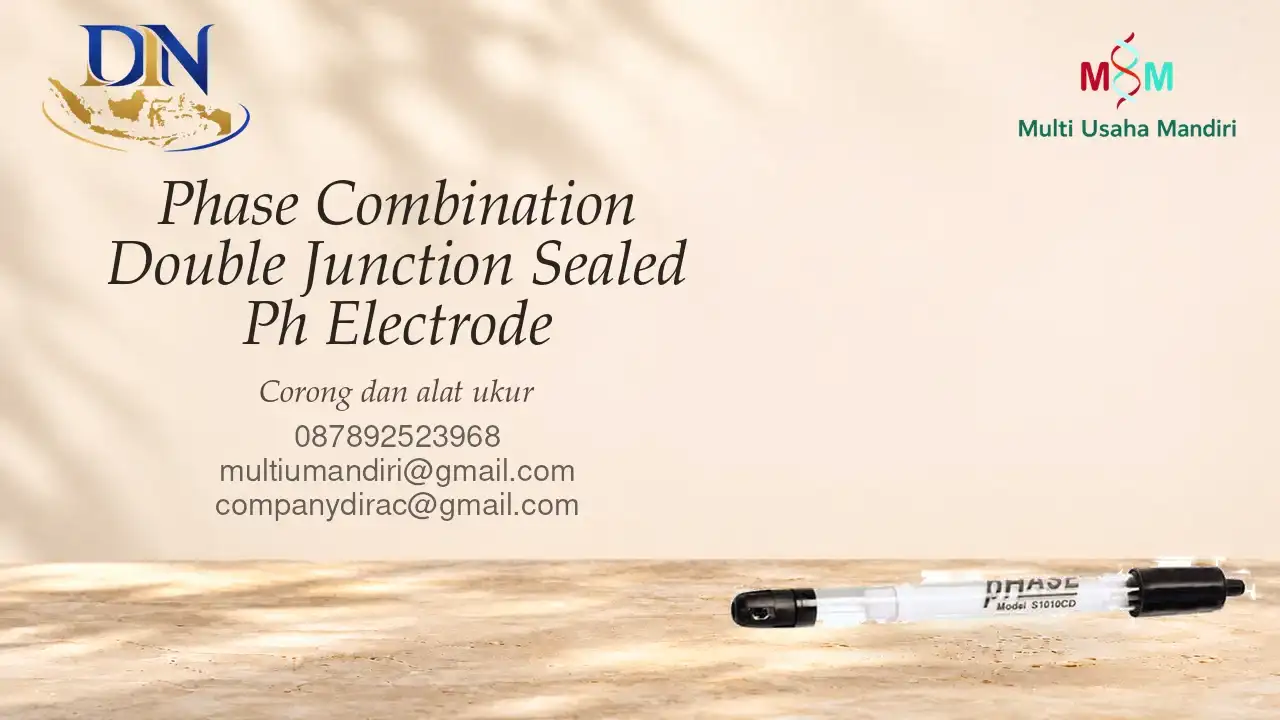 DIN
M M
Multi Usaha Mandiri
Phase Combination
Double Junction Sealed
Ph Electrode
Corong dan alat ukur
087892523968
multiumandiri@gmail.com
companydirac@gmail.com
pHASE
Model S1010CD